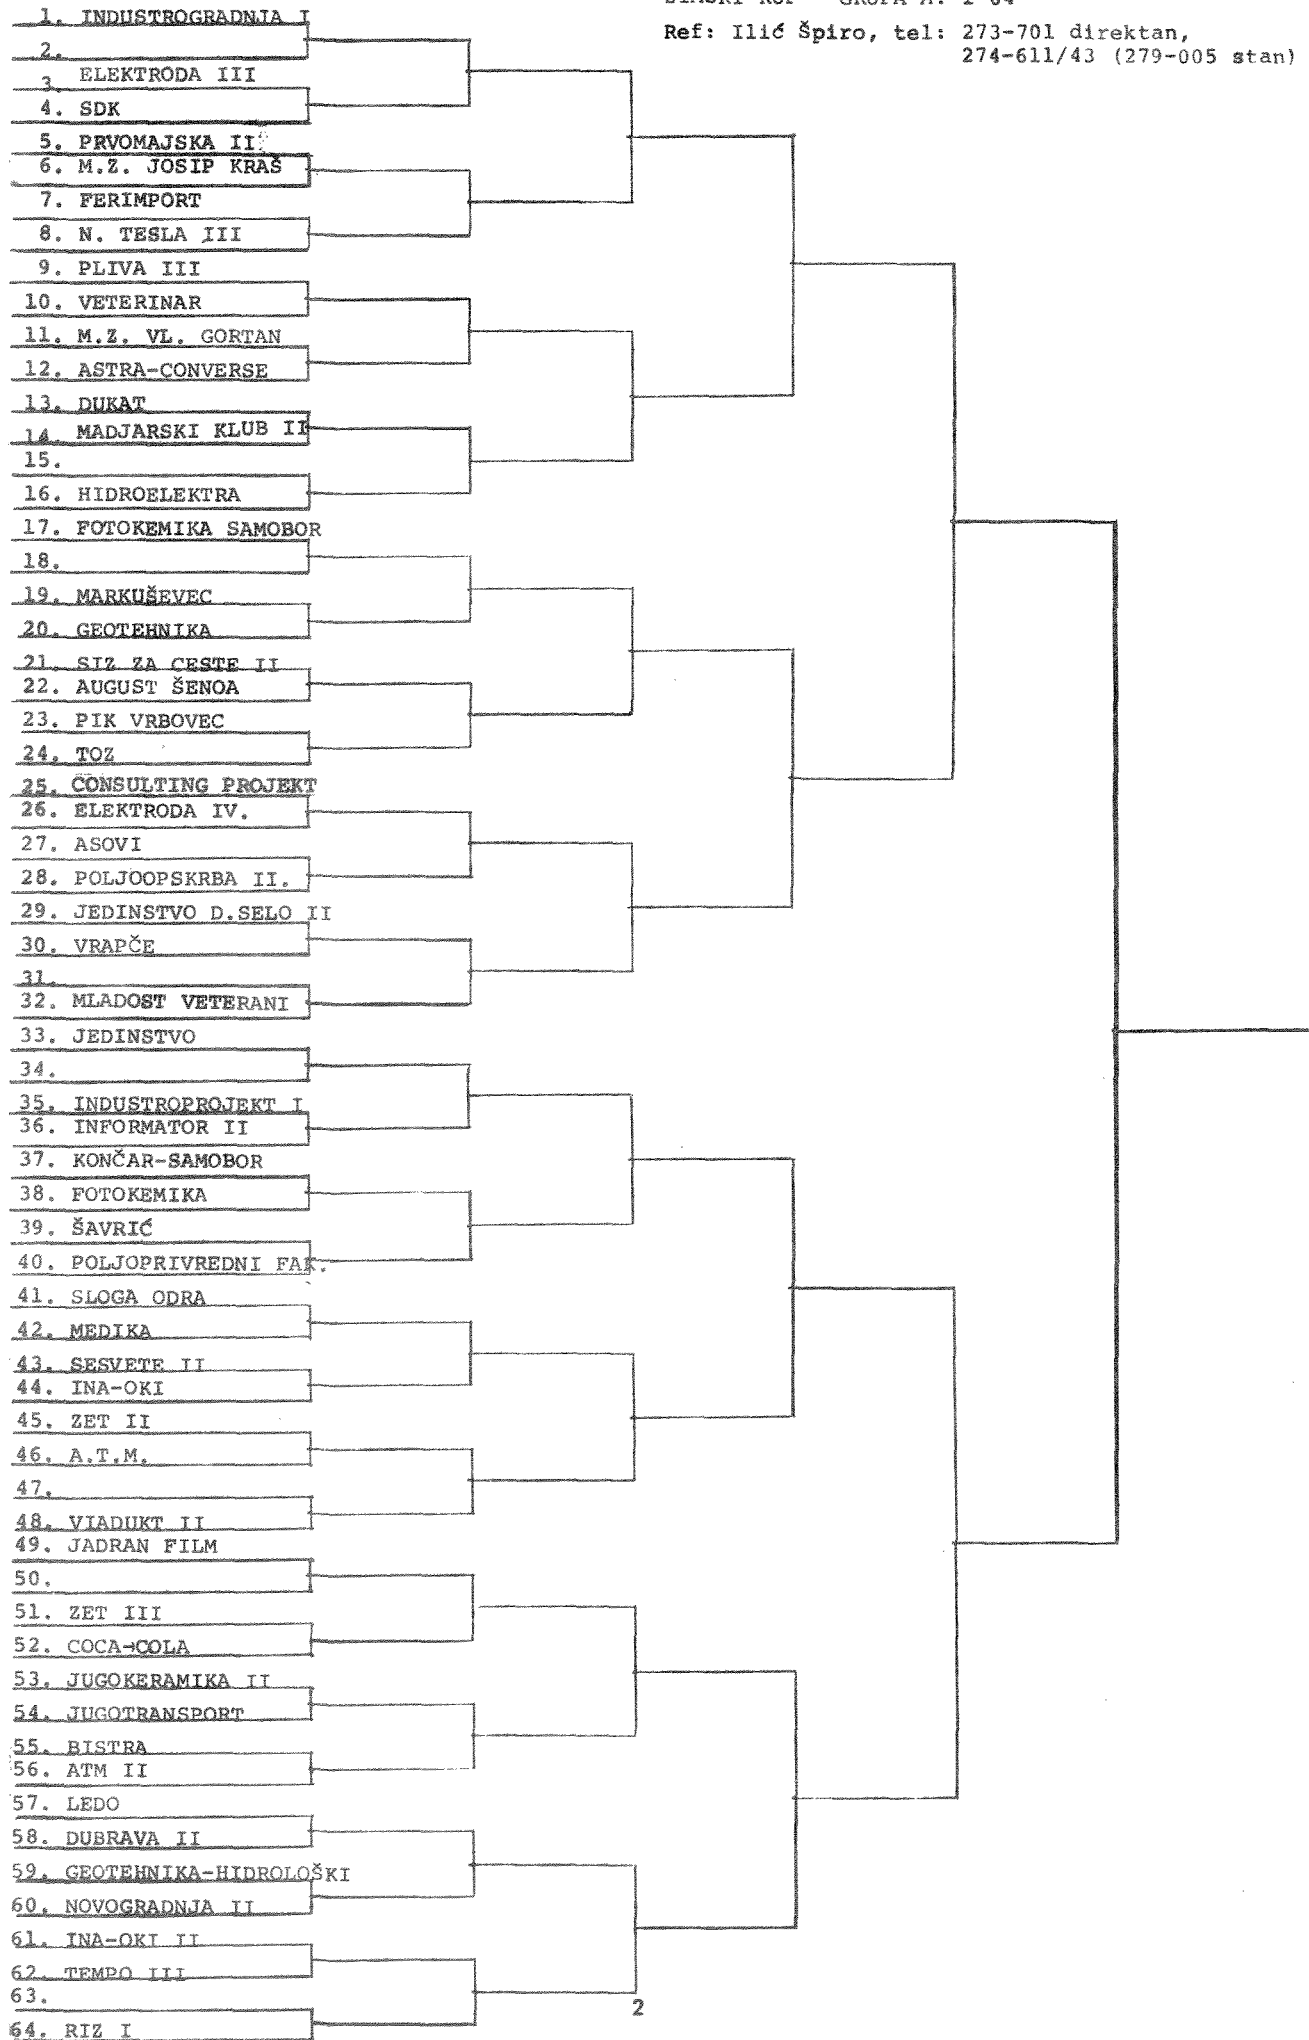 Ref: Ilić Špiro, tel: 273-701 direktan,
274-611/43 (279-005 stan)
1. INDUSTROGRADNJA I
2.
3. ELEKTRODA III
4. SDK
5. PRVOMAJSKA II
6. M.Z. JOSIP KRAŠ
7. FERIMPORT
8. N. TESLA III
9. PLIVA III
10. VETERINAR
11. M.Z. VL. GORTAN
12. ASTRA-CONVERSE
13. DUKAT
14. MADJARSKI KLUB II
15.
16. HIDROELEKTRA
17. FOTOKEMIKA SAMOBOR
18.
19. MARKUŠEVEC
20. GEOTEHNIKA
21. SIZ ZA CESTE II
22. AUGUST ŠENOA
23. PIK VRBOVEC
24. TOZ
25. CONSULTING PROJEKT
26. ELEKTRODA IV.
27. ASOVI
28. POLJOOPSKRBA II.
29. JEDINSTVO D.SELO II
30. VRAPČE
31.
32. MLADOST VETERANI
33. JEDINSTVO
34.
35. INDUSTROPROJEKT I
36. INFORMATOR II
37. KONČAR-SAMOBOR
38. FOTOKEMIKA
39. ŠAVRIĆ
40. POLJOPRIVREDNI FAK.
41. SLOGA ODRA
42. MEDIKA
43. SESVETE II
44. INA-OKI
45. ZET II
46. A.T.M.
47.
48. VIADUKT II
49. JADRAN FILM
50.
51. ZET III
52. COCA-COLA
53. JUGOKERAMIKA II
54. JUGOTRANSPORT
55. BISTRA
56. ATM II
57. LEDO
58. DUBRAVA II
59. GEOTEHNIKA-HIDROLOŠKI
60. NOVOGRADNJA II
61. INA-OKI II
62. TEMPO III
63.
64. RIZ I
2